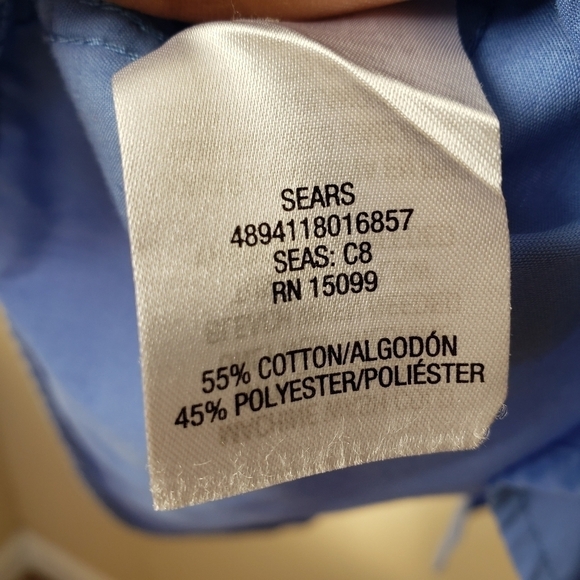 SEARS
4894118016857
SEAS: C8
RN 15099
55% COTTON/ALGODÓN
45% POLYESTER/POLIÉSTER